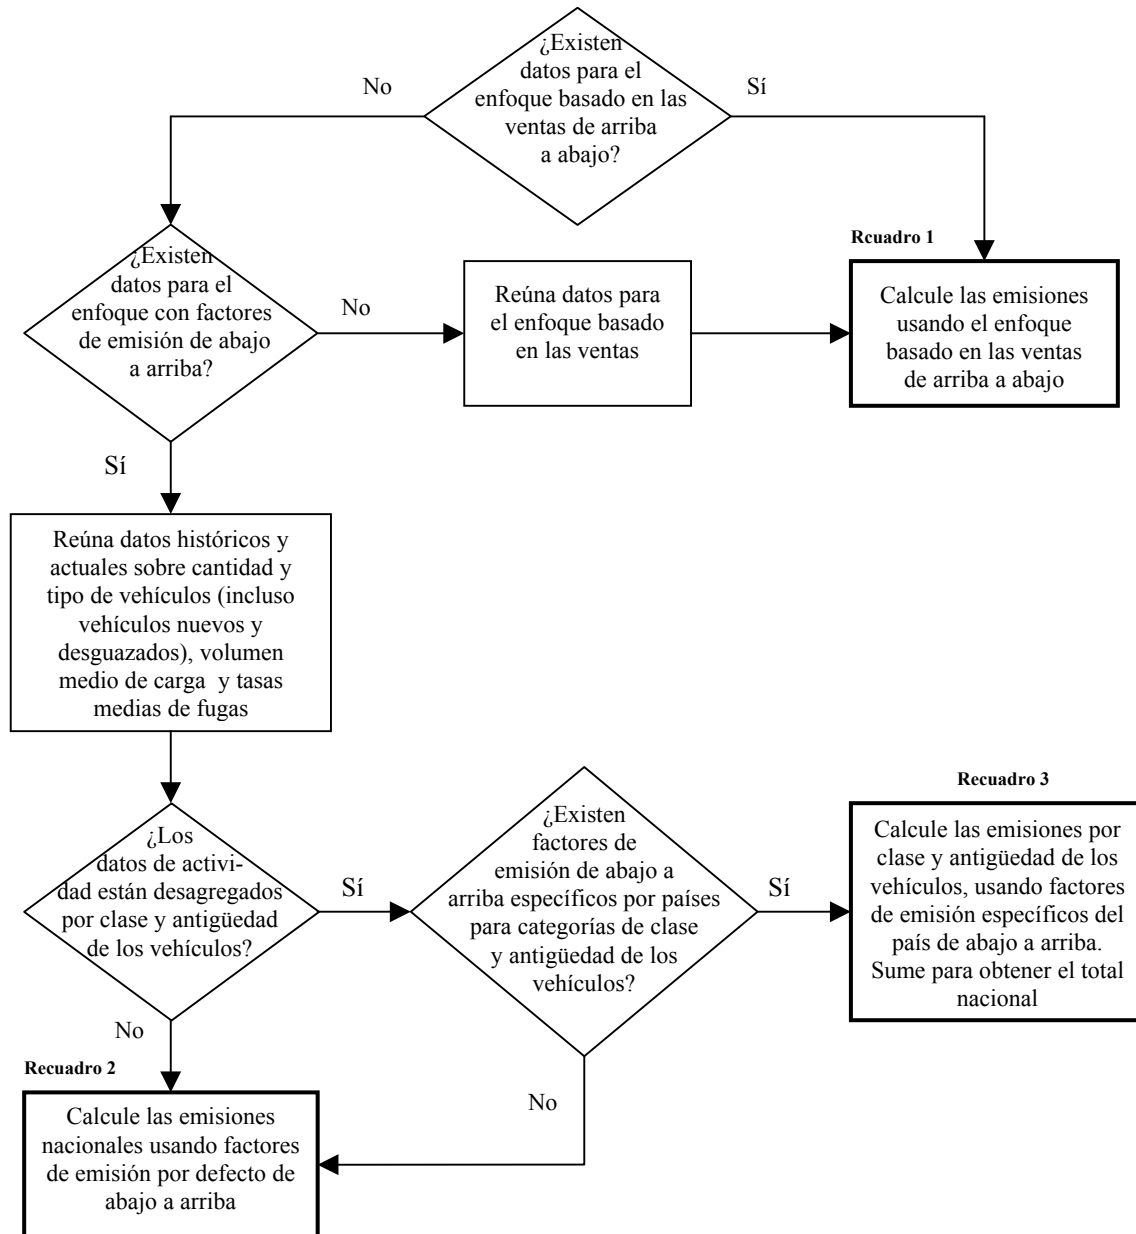 ¿Existen
datos para el
enfoque basado en las
ventas de arriba
a abajo?
No
Sí
¿Existen
datos para el
enfoque con factores
de emisión de abajo
a arriba?
No
Reúna datos para
el enfoque basado
en las ventas
Rcuadro 1
Calcule las emisiones
usando el enfoque
basado en las ventas
de arriba a abajo
Sí
Reúna datos históricos y
actuales sobre cantidad y
tipo de vehículos (incluso
vehículos nuevos y
desguazados), volumen
medio de carga y tasas
medias de fugas
¿Los
datos de activi-
dad están desagregados
por clase y antigüedad
de los vehículos?
Sí
¿Existen
factores de
emisión de abajo a
arriba específicos por países
para categorías de clase
y antigüedad de los
vehículos?
Sí
Recuadro 3
Calcule las emisiones por
clase y antigüedad de los
vehículos, usando factores
de emisión específicos del
país de abajo a arriba.
Sume para obtener el total
nacional
No
No
Recuadro 2
Calcule las emisiones
nacionales usando factores
de emisión por defecto de
abajo a arriba